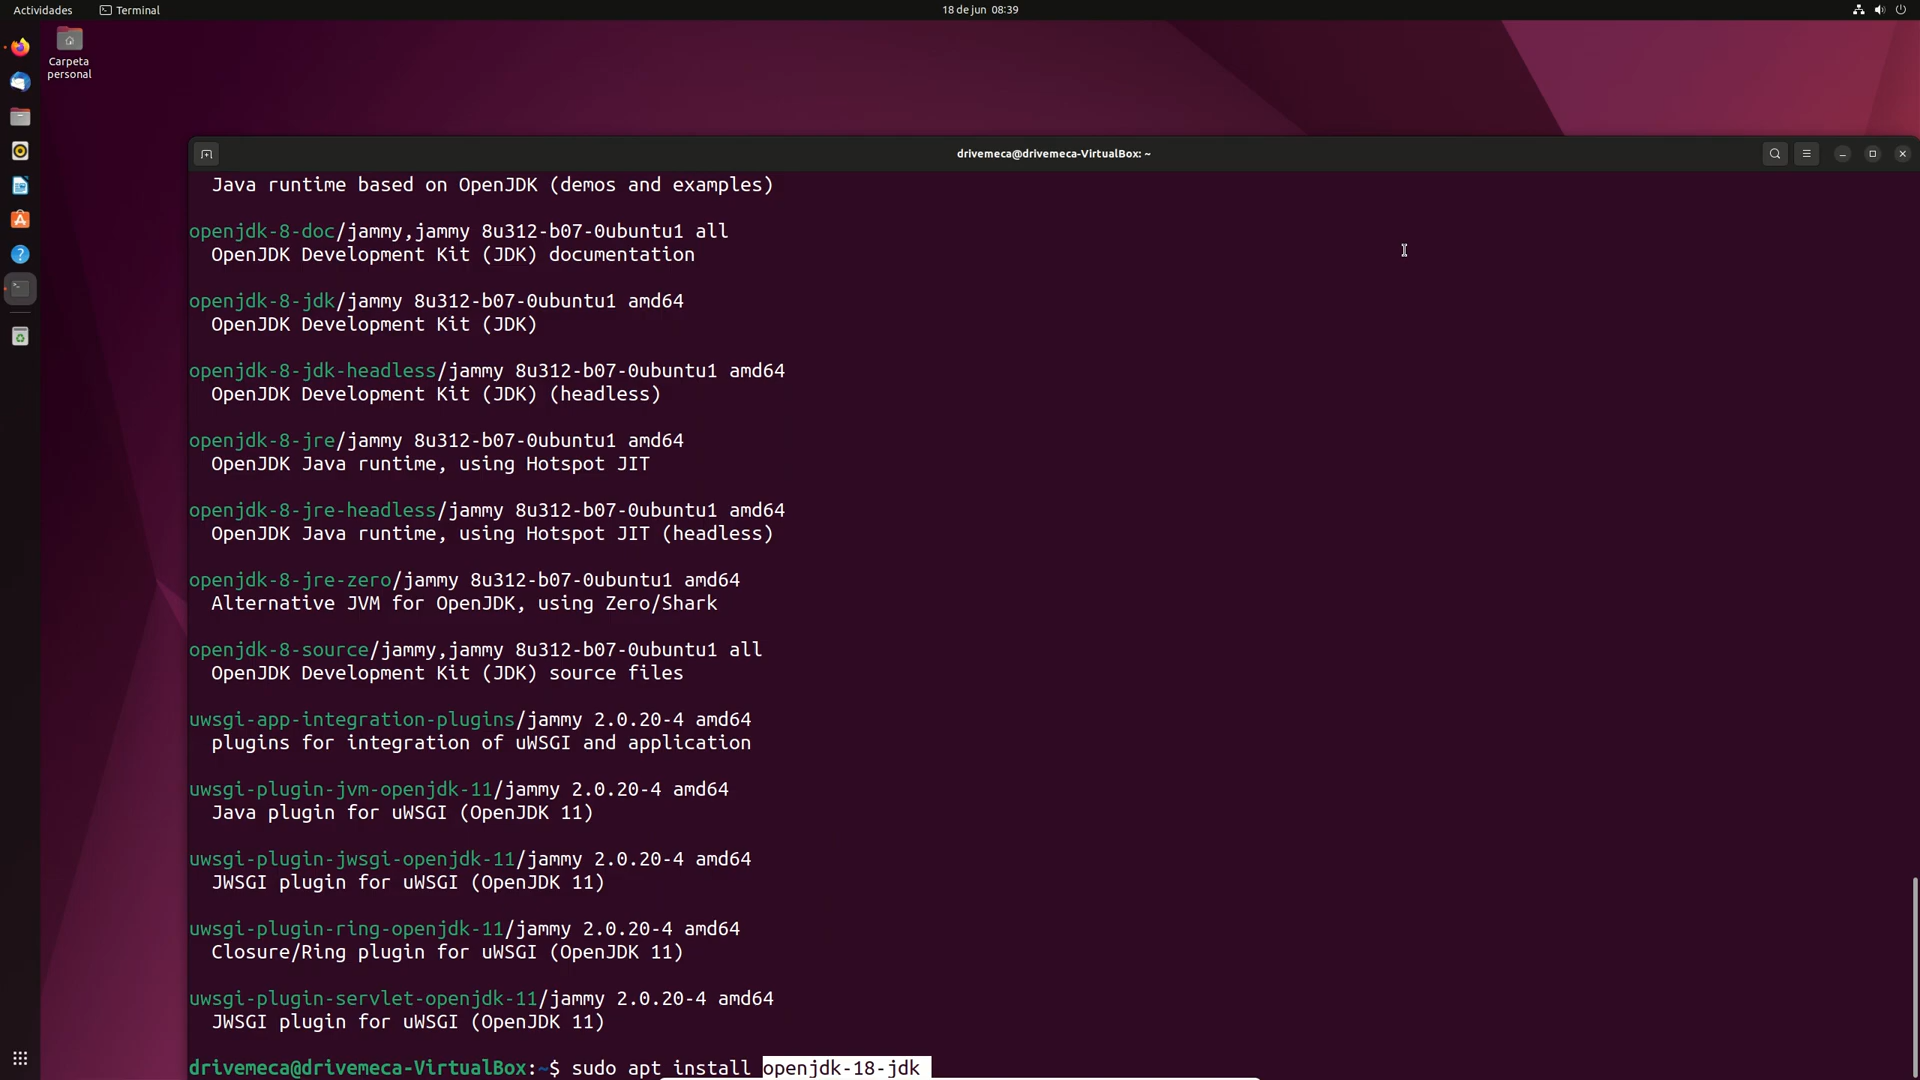 Actividades
Terminal
18 de jun 08:39
Carpeta
personal
drivemeca@drivemeca-VirtualBox: ~
Java runtime based on OpenJDK (demos and examples)
openjdk-8-doc/jammy,jammy 8u312-b07-0ubuntu1 all
OpenJDK Development Kit (JDK) documentation
openjdk-8-jdk/jammy 8u312-b07-0ubuntu1 amd64
OpenJDK Development Kit (JDK)
openjdk-8-jdk-headless/jammy 8u312-b07-0ubuntu1 amd64
OpenJDK Development Kit (JDK) (headless)
openjdk-8-jre/jammy 8u312-b07-0ubuntu1 amd64
OpenJDK Java runtime, using Hotspot JIT
openjdk-8-jre-headless/jammy 8u312-b07-0ubuntu1 amd64
OpenJDK Java runtime, using Hotspot JIT (headless)
openjdk-8-jre-zero/jammy 8u312-b07-0ubuntu1 amd64
Alternative JVM for OpenJDK, using Zero/Shark
openjdk-8-source/jammy,jammy 8u312-b07-0ubuntu1 all
OpenJDK Development Kit (JDK) source files
uwsgi-app-integration-plugins/jammy 2.0.20-4 amd64
plugins for integration of uWSGI and application
uwsgi-plugin-jvm-openjdk-11/jammy 2.0.20-4 amd64
Java plugin for uWSGI (OpenJDK 11)
uwsgi-plugin-jwsgi-openjdk-11/jammy 2.0.20-4 amd64
JWSGI plugin for uWSGI (OpenJDK 11)
uwsgi-plugin-ring-openjdk-11/jammy 2.0.20-4 amd64
Closure/Ring plugin for uWSGI (OpenJDK 11)
uwsgi-plugin-servlet-openjdk-11/jammy 2.0.20-4 amd64
JWSGI plugin for uWSGI (OpenJDK 11)
drivemeca@drivemeca-VirtualBox:~$ sudo apt install openjdk-18-jdk